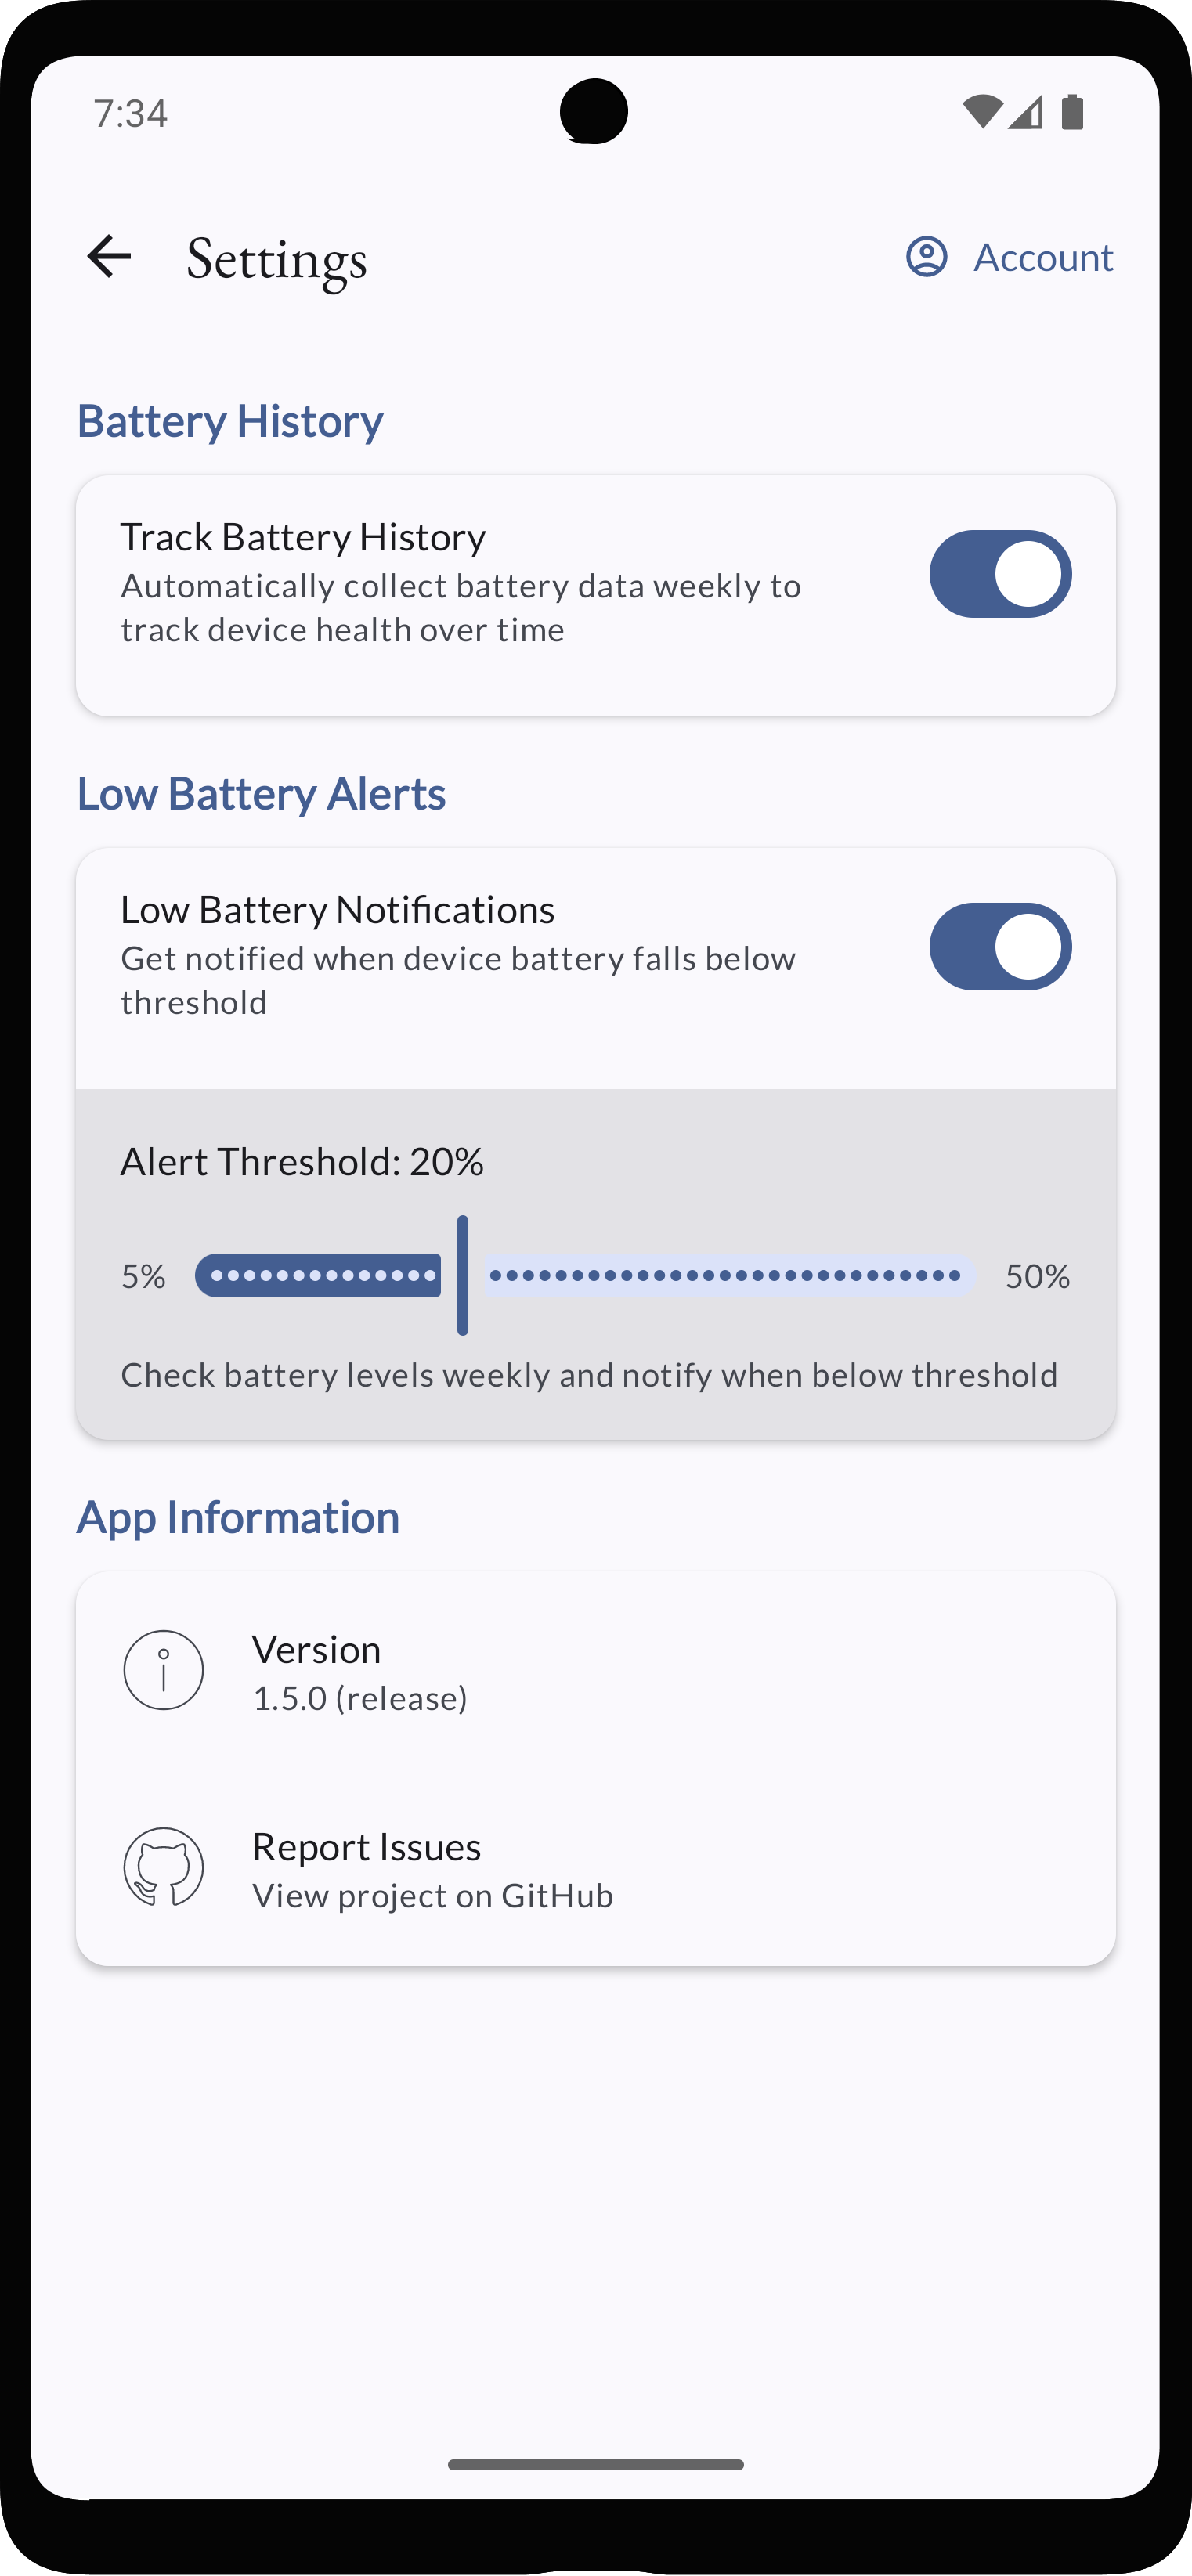 7:34
Settings
Account
Battery History
Track Battery History
Automatically collect battery data weekly to
track device health over time
Low Battery Alerts
Low Battery Notifications
Get notified when device battery falls below
threshold
Alert Threshold: 20%
5%
50%
Check battery levels weekly and notify when below threshold
App Information
Version
1.5.0 (release)
Report Issues
View project on GitHub